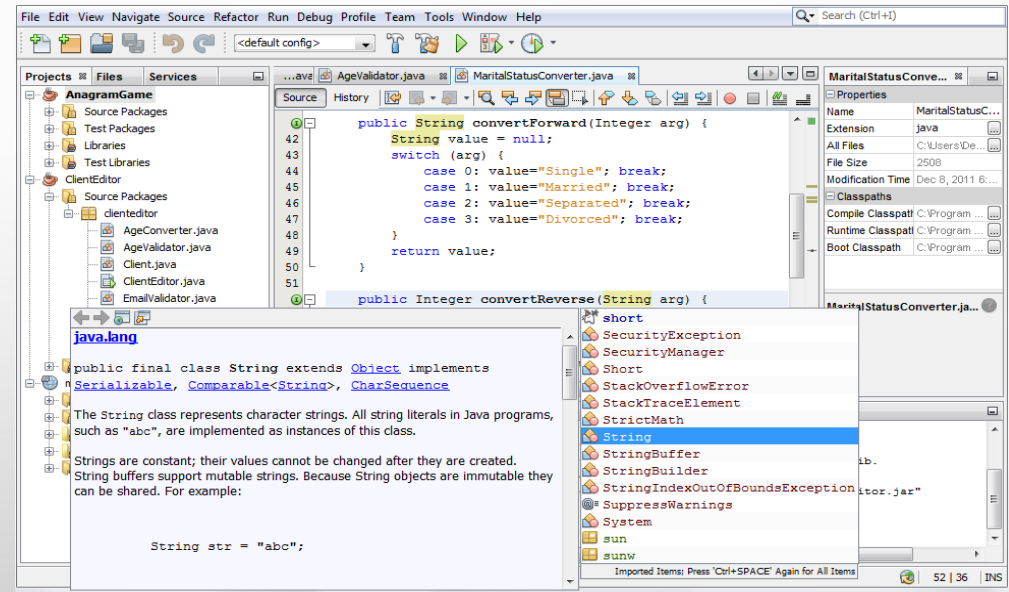 File Edit View Navigate Source Refactor Run Debug Profile Team Tools Window Help
Search (Ctrl+I)
<default config>
Projects Files Services
AnagramGame
Source Packages
Test Packages
Libraries
Test Libraries
ClientEditor
Source Packages
clienteditor
AgeConverter.java
AgeValidator.java
Client.java
ClientEditor.java
EmailValidator.java
...ava AgeValidator.java MaritalStatusConverter.java
Source History
public String convertForward(Integer arg) {
42 String value = null;
43 switch (arg) {
44 case 0: value="Single"; break;
45 case 1: value="Married"; break;
46 case 2: value="Separated"; break;
47 case 3: value="Divorced"; break;
48 }
49 return value;
50 }
51
public Integer convertReverse(String arg) {
MaritalStatusConve...
Properties
Name MaritalStatusC...
Extension java ...
All Files C:\Users\De... ...
File Size 2508
Modification Time Dec 8, 2011 6:...
Classpaths
Compile Classpath C:\Program ... ...
Runtime Classpath C:\Program ... ...
Boot Classpath C:\Program ... ...
MaritalStatusConverter.ja...
java.lang
public final class String extends Object implements
Serializable, Comparable<String>, CharSequence
The String class represents character strings. All string literals in Java programs,
such as "abc", are implemented as instances of this class.
Strings are constant; their values cannot be changed after they are created.
String buffers support mutable strings. Because String objects are immutable they
can be shared. For example:
String str = "abc";
short
SecurityException
SecurityManager
Short
StackOverflowError
StackTraceElement
StrictMath
String
StringBuffer
StringBuilder
StringIndexOutOfBoundsException
SuppressWarnings
System
sun
sunw
Imported Items; Press 'Ctrl+SPACE' Again for All Items
ib.
itor.jar"
52 | 36 INS